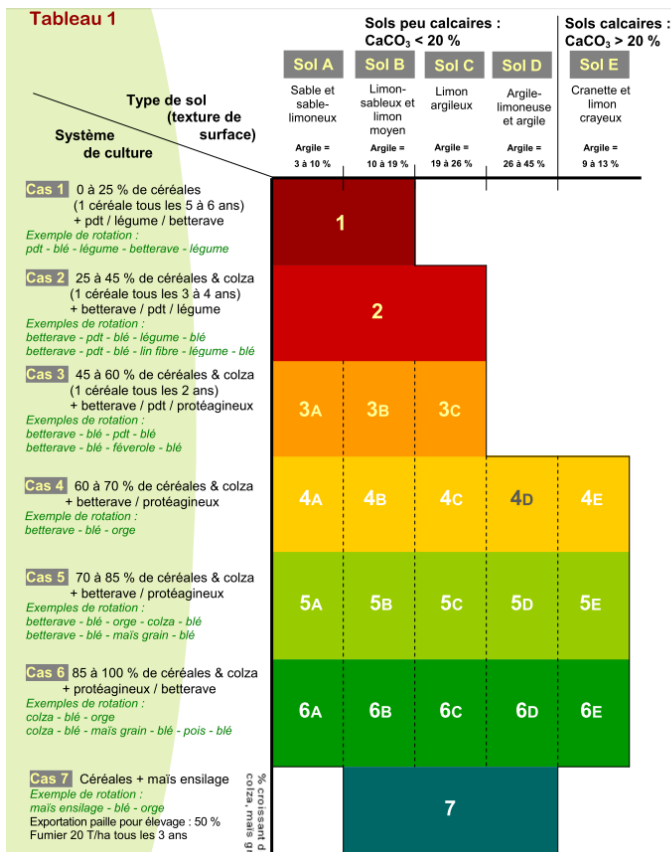 Tableau 1
Sols peu calcaires :
CaCO3 < 20 %
Sols calcaires :
CaCO3 > 20 %
Sol A
Sol B
Sol C
Sol D
Sol E
Type de sol
(texture de
surface)
Système
de culture
Sable et
sable-
limoneux
Limon-
sableux et
limon
moyen
Limon
argileux
Argile-
limoneuse
et argile
Cranette et
limon
crayeux
Argile =
3 à 10 %
Argile =
10 à 19 %
Argile =
19 à 26 %
Argile =
26 à 45 %
Argile =
9 à 13 %
Cas 1 0 à 25 % de céréales
(1 céréale tous les 5 à 6 ans)
+ pdt / légume / betterave
Exemple de rotation :
pdt - blé - légume - betterave - légume
1
Cas 2 25 à 45 % de céréales & colza
(1 céréale tous les 3 à 4 ans)
+ betterave / pdt / légume
Exemples de rotation :
betterave - pdt - blé - légume - blé
betterave - pdt - blé - lin fibre - légume - blé
2
Cas 3 45 à 60 % de céréales & colza
(1 céréale tous les 2 ans)
+ betterave / pdt / protéagineux
Exemples de rotation :
betterave - blé - pdt - blé
betterave - blé - féverole - blé
3A 3B 3C
Cas 4 60 à 70 % de céréales & colza
+ betterave / protéagineux
Exemple de rotation :
betterave - blé - orge
4A 4B 4C 4D 4E
Cas 5 70 à 85 % de céréales & colza
+ betterave / protéagineux
Exemples de rotation :
betterave - blé - orge - colza - blé
betterave - blé - maïs grain - blé
5A 5B 5C 5D 5E
Cas 6 85 à 100 % de céréales & colza
+ protéagineux / betterave
Exemples de rotation :
colza - blé - orge
colza - blé - maïs grain - blé - pois - blé
6A 6B 6C 6D 6E
Cas 7 Céréales + maïs ensilage
Exemple de rotation :
maïs ensilage - blé - orge
Exportation paille pour élevage : 50 %
Fumier 20 T/ha tous les 3 ans
% croissant
colza, maïs
7